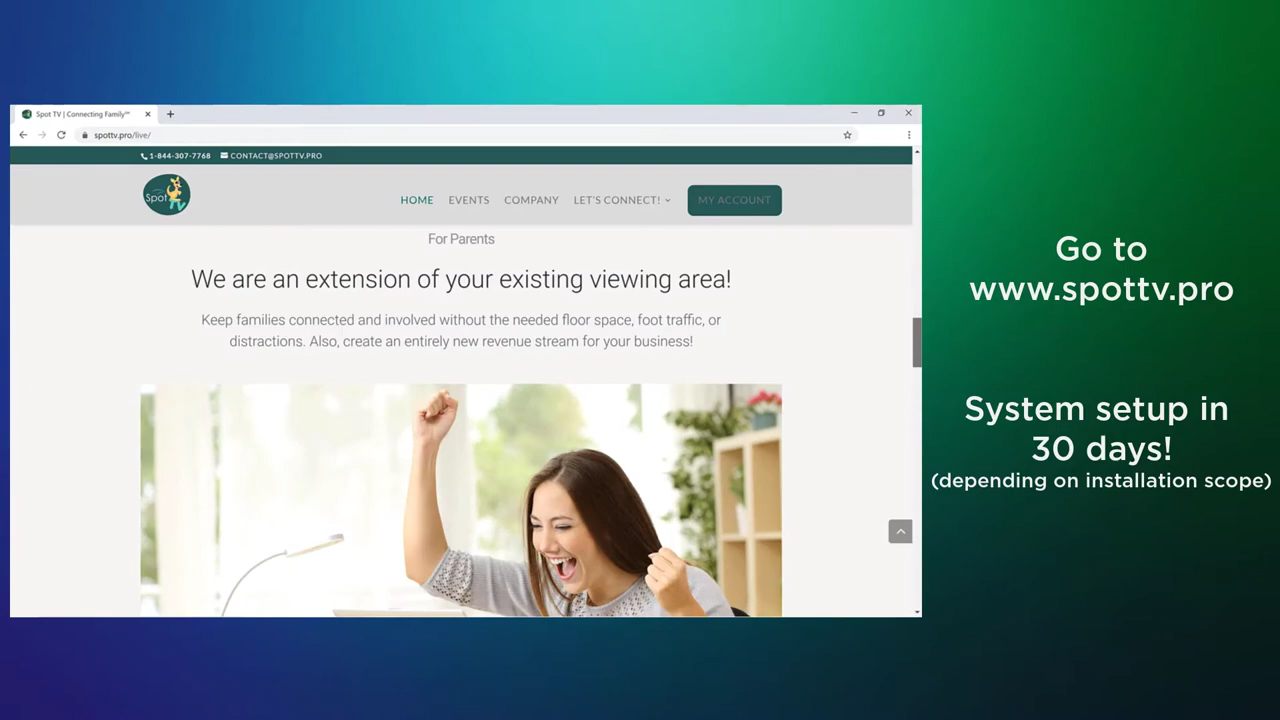 Spot TV | Connecting Family℠
spottv.pro/live/
1-844-307-7768 CONTACT@SPOTTV.PRO
Spot TV
HOME EVENTS COMPANY LET'S CONNECT! MY ACCOUNT
For Parents
We are an extension of your existing viewing area!
Keep families connected and involved without the needed floor space, foot traffic, or
distractions. Also, create an entirely new revenue stream for your business!
Go to
www.spottv.pro
System setup in
30 days!
(depending on installation scope)